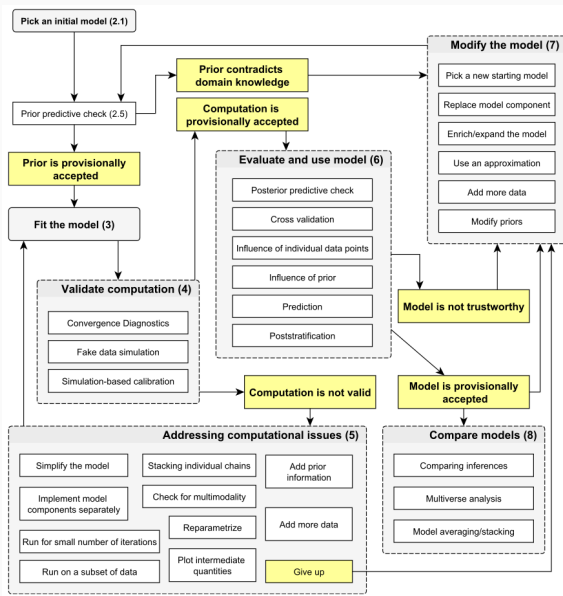 Pick an initial model (2.1)
Prior predictive check (2.5)
Prior contradicts
domain knowledge
Modify the model (7)
Pick a new starting model
Replace model component
Enrich/expand the model
Use an approximation
Add more data
Modify priors
Computation is
provisionally accepted
Prior is provisionally
accepted
Fit the model (3)
Evaluate and use model (6)
Posterior predictive check
Cross validation
Influence of individual data points
Influence of prior
Prediction
Poststratification
Validate computation (4)
Convergence Diagnostics
Fake data simulation
Simulation-based calibration
Model is not trustworthy
Computation is not valid
Model is provisionally
accepted
Addressing computational issues (5)
Simplify the model
Implement model
components separately
Run for small number of iterations
Run on a subset of data
Stacking individual chains
Check for multimodality
Reparametrize
Plot intermediate
quantities
Add prior
information
Add more data
Give up
Compare models (8)
Comparing inferences
Multiverse analysis
Model averaging/stacking